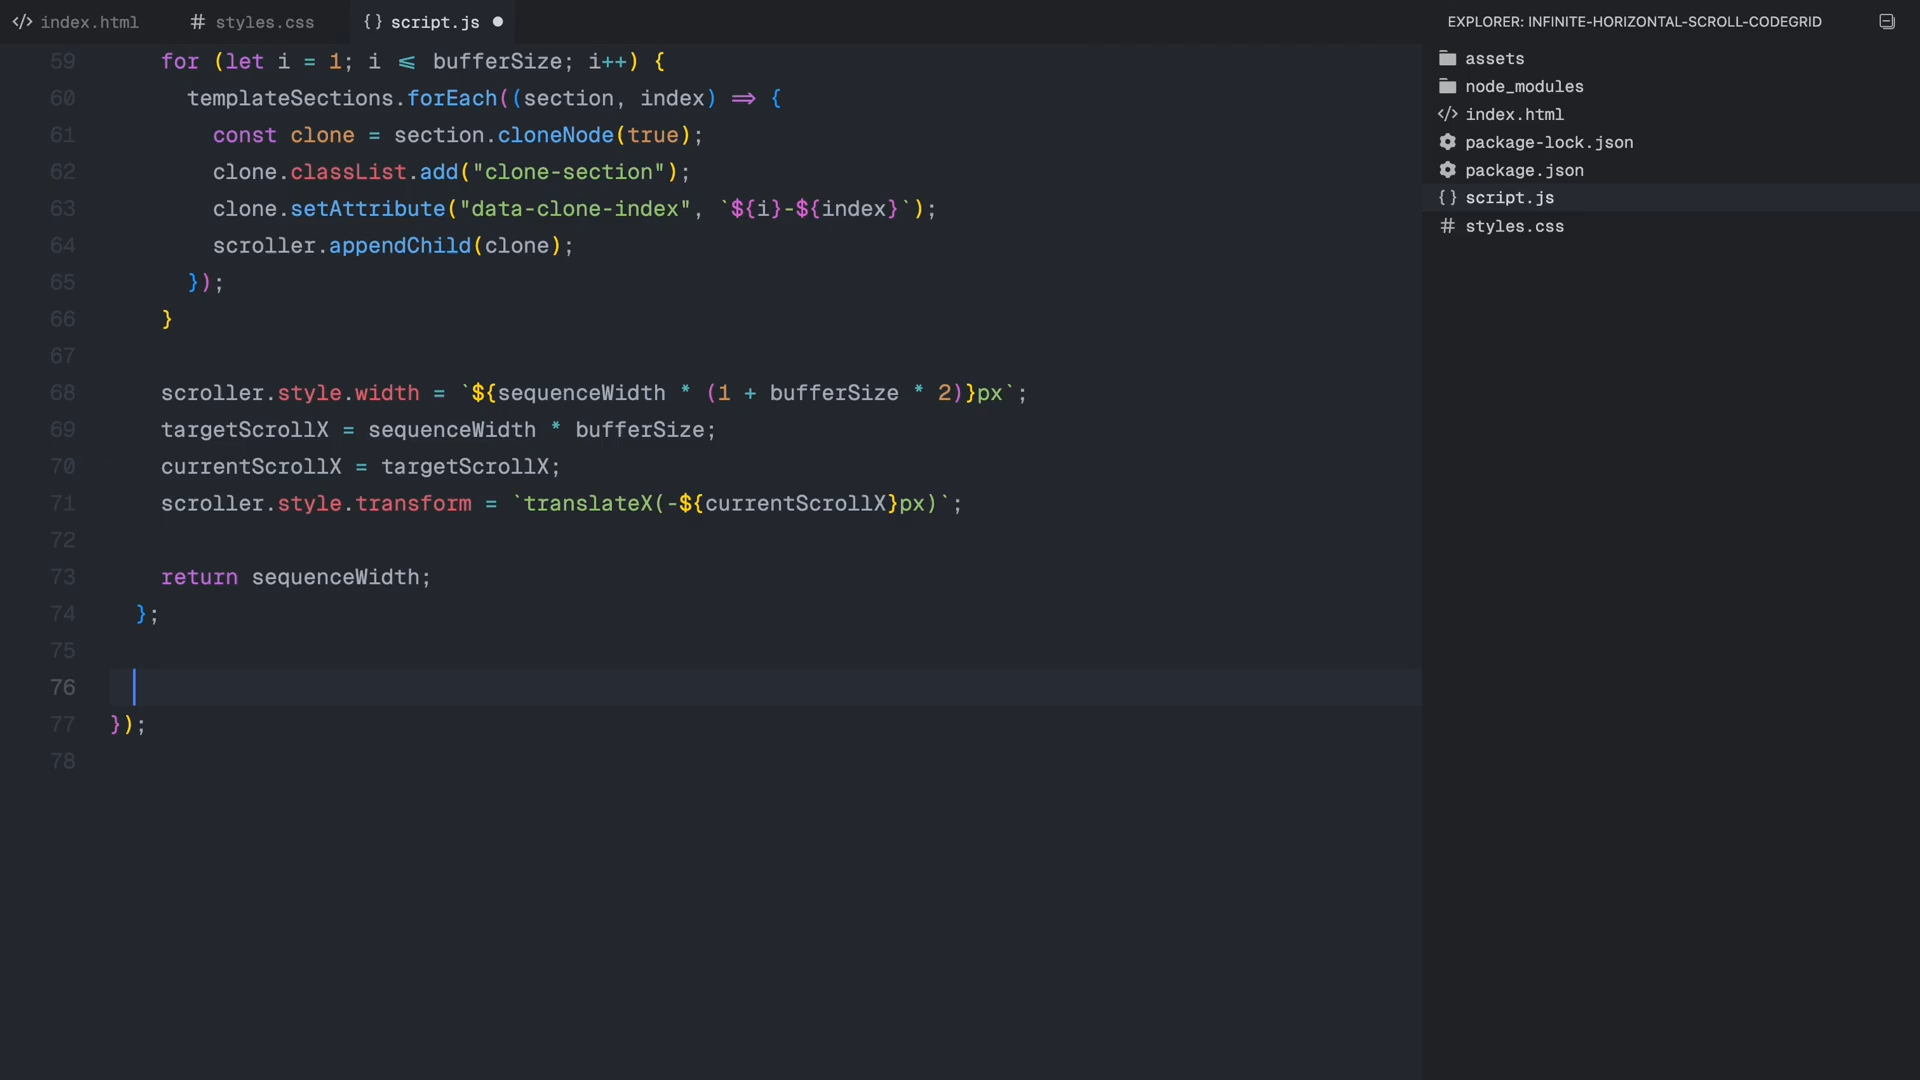 index.html
# styles.css
{} script.js
EXPLORER: INFINITE-HORIZONTAL-SCROLL-CODEGRID
assets
node_modules
index.html
package-lock.json
package.json
{} script.js
# styles.css
59 for (let i = 1; i <= bufferSize; i++) {
60 templateSections.forEach((section, index) => {
61 const clone = section.cloneNode(true);
62 clone.classList.add("clone-section");
63 clone.setAttribute("data-clone-index", `${i}-${index}`);
64 scroller.appendChild(clone);
65 });
66 }
67
68 scroller.style.width = `${sequenceWidth * (1 + bufferSize * 2)}px`;
69 targetScrollX = sequenceWidth * bufferSize;
70 currentScrollX = targetScrollX;
71 scroller.style.transform = `translateX(-${currentScrollX}px)`;
72
73 return sequenceWidth;
74 };
75
76
77 });
78